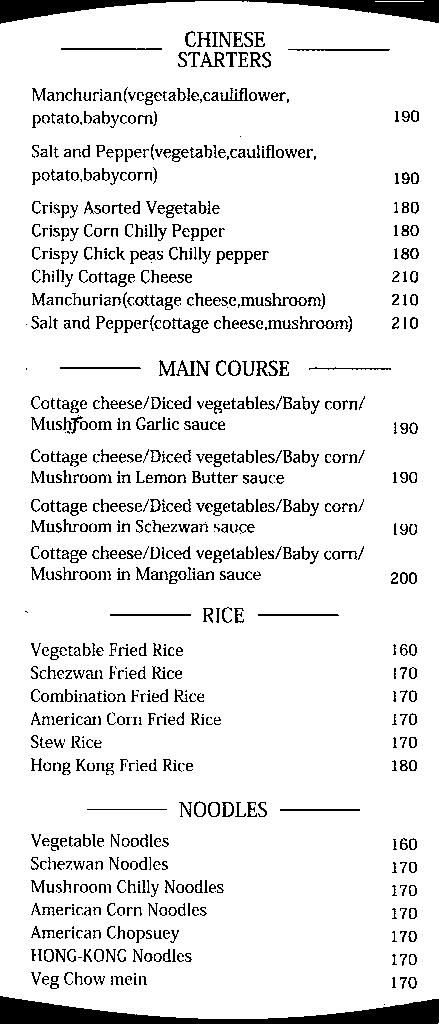 CHINESE
STARTERS
Manchurian(vegetable,cauliflower,
potato,babycorn) 190
Salt and Pepper(vegetable,cauliflower,
potato,babycorn) 190
Crispy Asorted Vegetable 180
Crispy Corn Chilly Pepper 180
Crispy Chick peas Chilly pepper 180
Chilly Cottage Cheese 210
Manchurian(cottage cheese,mushroom) 210
Salt and Pepper(cottage cheese,mushroom) 210
MAIN COURSE
Cottage cheese/Diced vegetables/Baby corn/
Mushroom in Garlic sauce 190
Cottage cheese/Diced vegetables/Baby corn/
Mushroom in Lemon Butter sauce 190
Cottage cheese/Diced vegetables/Baby corn/
Mushroom in Schezwan sauce 190
Cottage cheese/Diced vegetables/Baby corn/
Mushroom in Mangolian sauce 200
RICE
Vegetable Fried Rice 160
Schezwan Fried Rice 170
Combination Fried Rice 170
American Corn Fried Rice 170
Stew Rice 170
Hong Kong Fried Rice 180
NOODLES
Vegetable Noodles 160
Schezwan Noodles 170
Mushroom Chilly Noodles 170
American Corn Noodles 170
American Chopsuey 170
HONG-KONG Noodles 170
Veg Chow mein 170